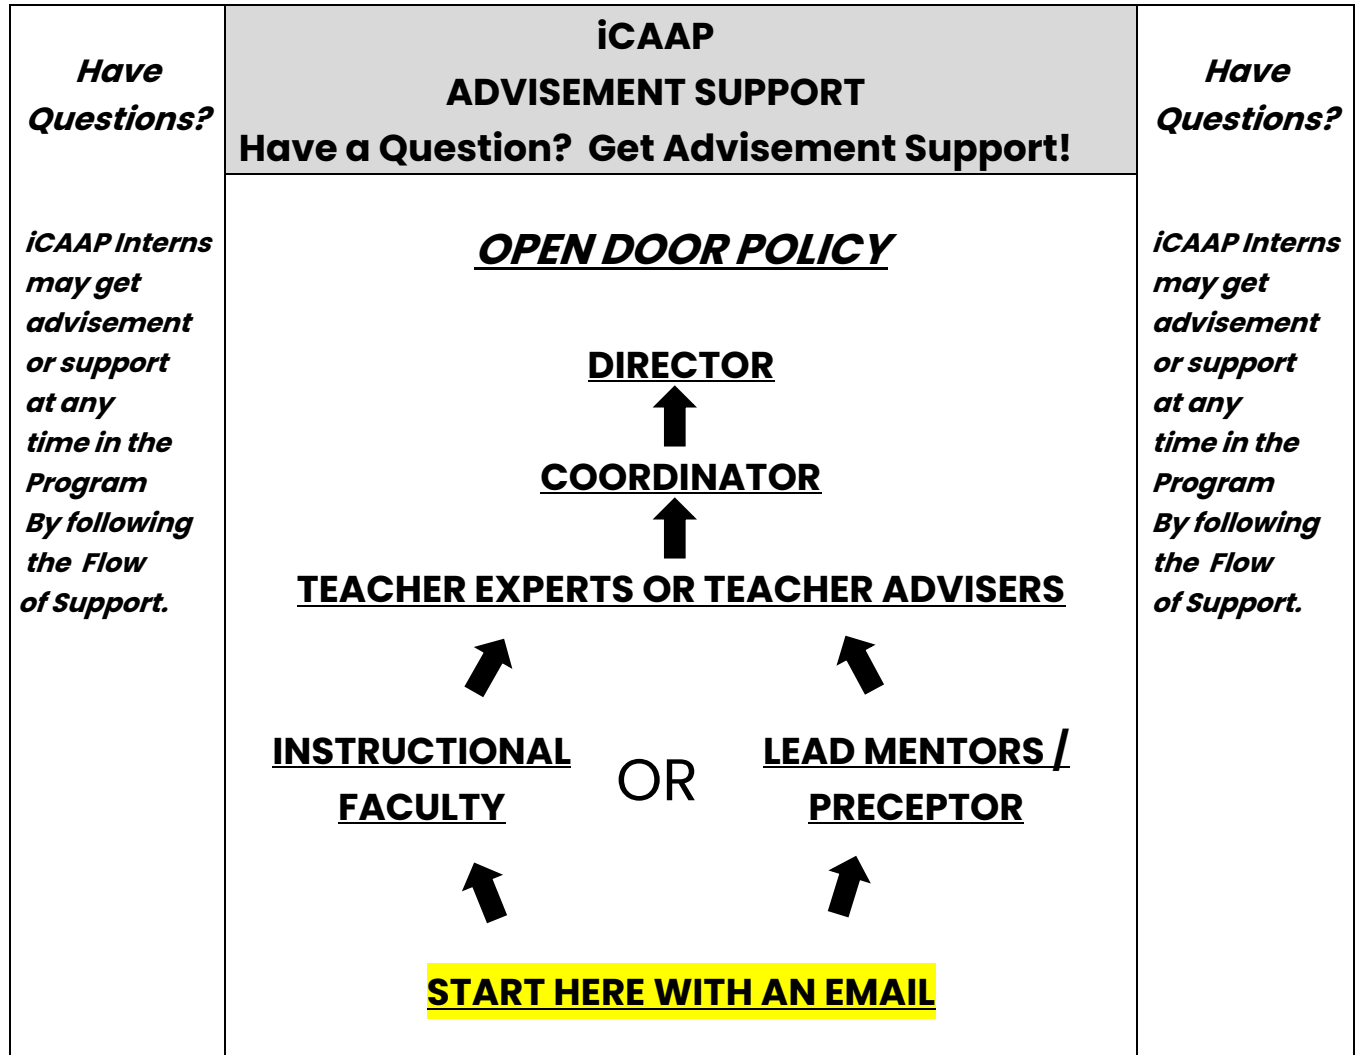 Have
Questions?
iCAAP Interns
may get
advisement
or support
at any
time in the
Program
By following
the Flow
of Support.
iCAAP
ADVISEMENT SUPPORT
Have a Question? Get Advisement Support!
OPEN DOOR POLICY
DIRECTOR
COORDINATOR
TEACHER EXPERTS OR TEACHER ADVISERS
INSTRUCTIONAL
FACULTY
OR
LEAD MENTORS /
PRECEPTOR
START HERE WITH AN EMAIL
Have
Questions?
iCAAP Interns
may get
advisement
or support
at any
time in the
Program
By following
the Flow
of Support.